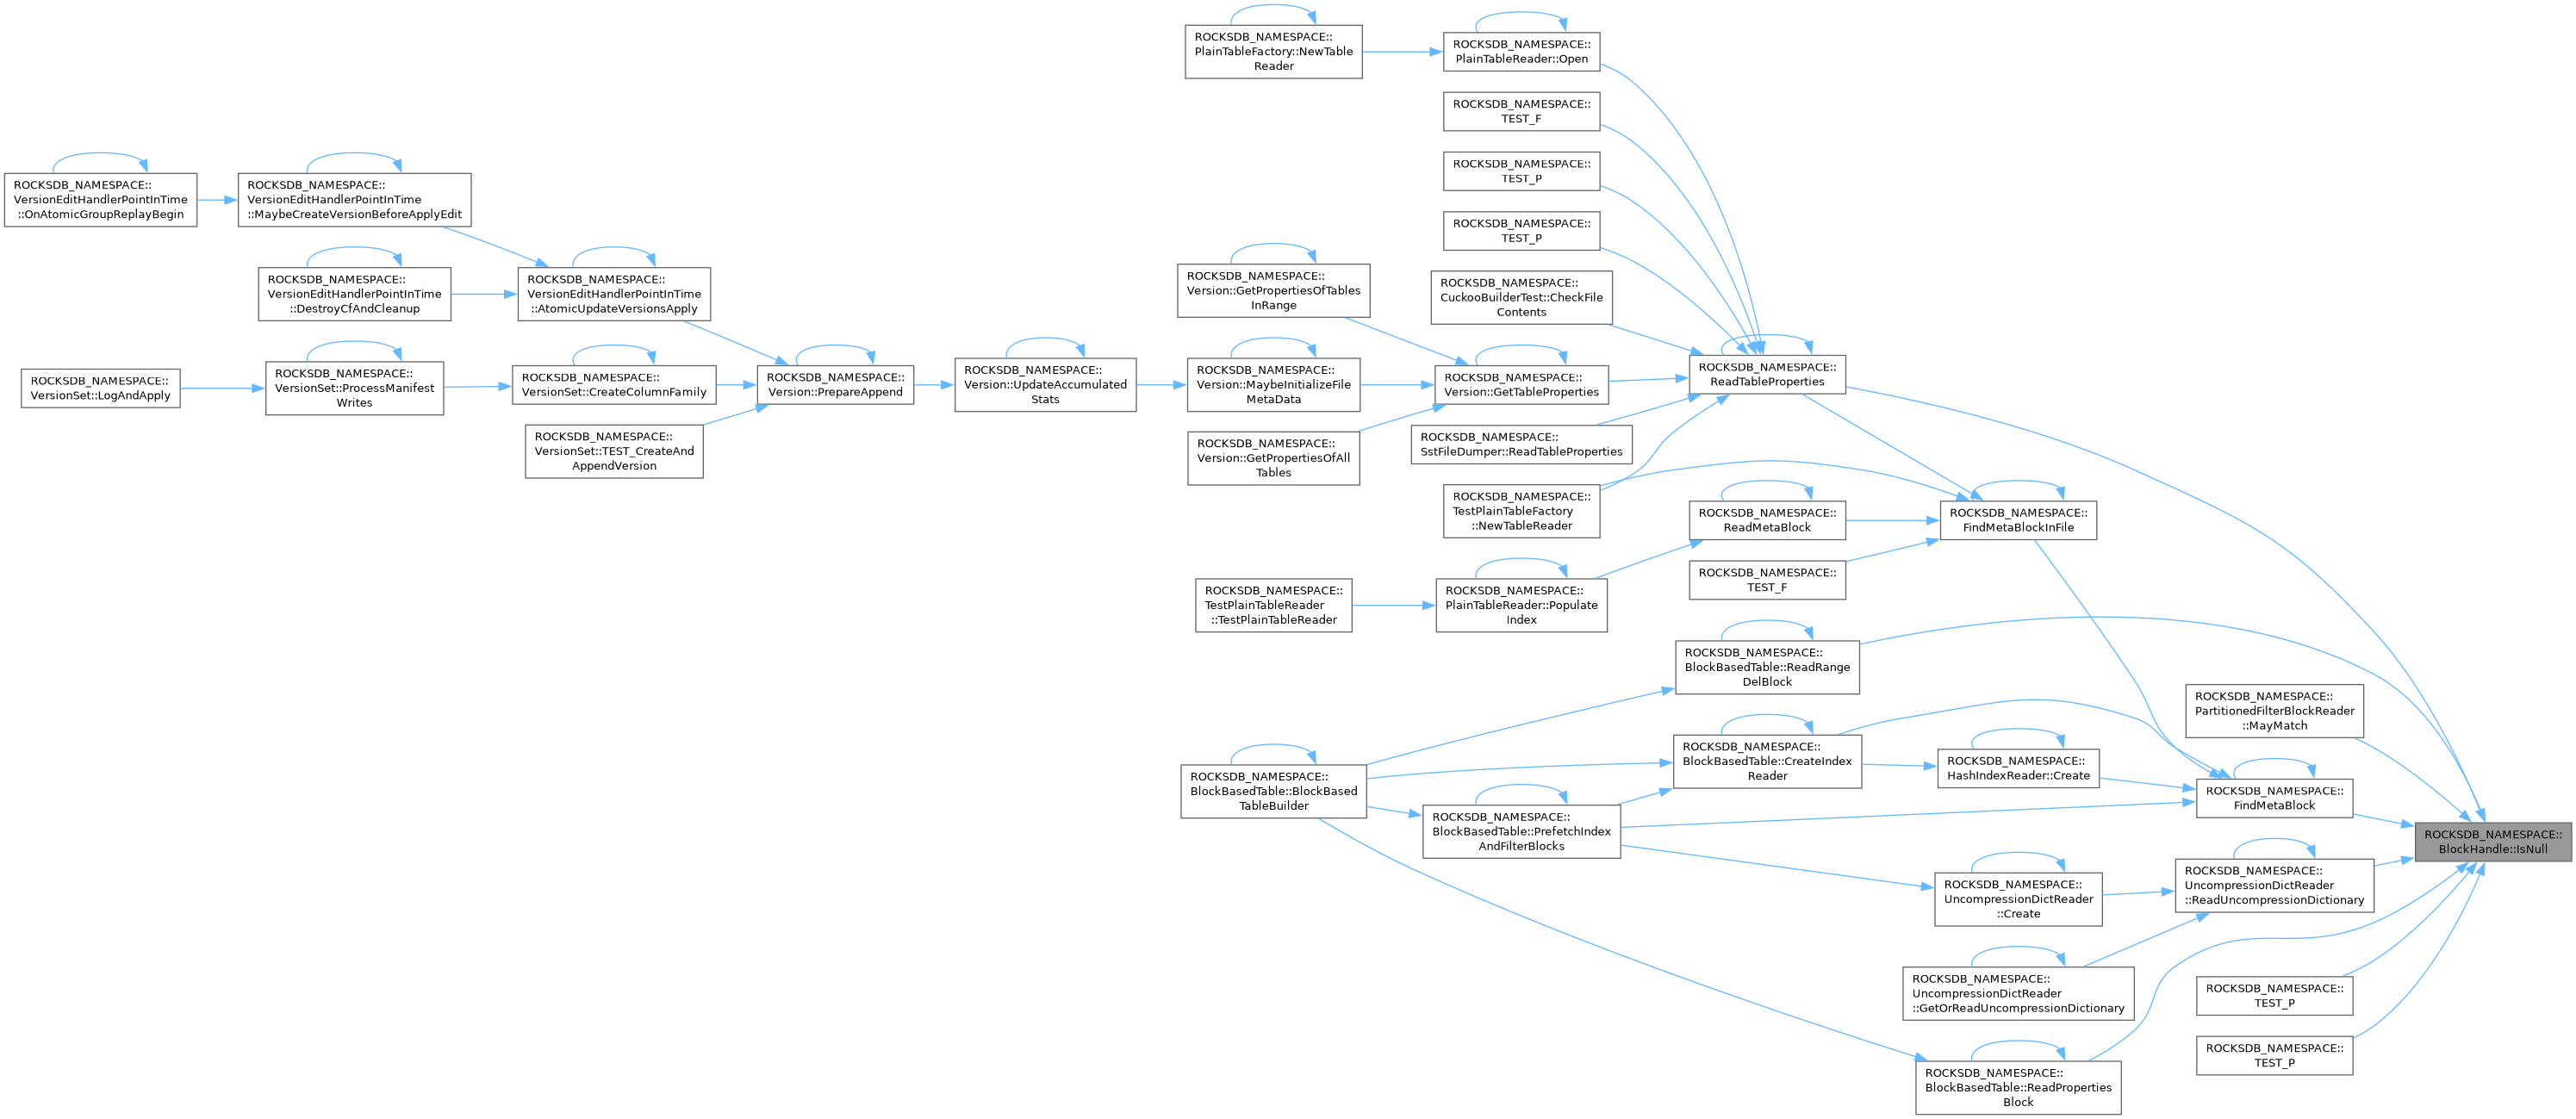 ROCKSDB_NAMESPACE::
PlainTableFactory::NewTable
Reader
ROCKSDB_NAMESPACE::
PlainTableReader::Open
ROCKSDB_NAMESPACE::
TEST_F
ROCKSDB_NAMESPACE::
TEST_P
ROCKSDB_NAMESPACE::
TEST_P
ROCKSDB_NAMESPACE::
VersionEditHandlerPointInTime
::OnAtomicGroupReplayBegin
ROCKSDB_NAMESPACE::
VersionEditHandlerPointInTime
::MaybeCreateVersionBeforeApplyEdit
ROCKSDB_NAMESPACE::
VersionEditHandlerPointInTime
::DestroyCfAndCleanup
ROCKSDB_NAMESPACE::
VersionEditHandlerPointInTime
::AtomicUpdateVersionsApply
ROCKSDB_NAMESPACE::
Version::GetPropertiesOfTables
InRange
ROCKSDB_NAMESPACE::
CuckooBuilderTest::CheckFile
Contents
ROCKSDB_NAMESPACE::
VersionSet::LogAndApply
ROCKSDB_NAMESPACE::
VersionSet::ProcessManifest
Writes
ROCKSDB_NAMESPACE::
VersionSet::CreateColumnFamily
ROCKSDB_NAMESPACE::
Version::PrepareAppend
ROCKSDB_NAMESPACE::
Version::UpdateAccumulated
Stats
ROCKSDB_NAMESPACE::
Version::MaybeInitializeFile
MetaData
ROCKSDB_NAMESPACE::
Version::GetTableProperties
ROCKSDB_NAMESPACE::
ReadTableProperties
ROCKSDB_NAMESPACE::
VersionSet::TEST_CreateAnd
AppendVersion
ROCKSDB_NAMESPACE::
Version::GetPropertiesOfAll
Tables
ROCKSDB_NAMESPACE::
SstFileDumper::ReadTableProperties
ROCKSDB_NAMESPACE::
TestPlainTableFactory
::NewTableReader
ROCKSDB_NAMESPACE::
ReadMetaBlock
ROCKSDB_NAMESPACE::
FindMetaBlockInFile
ROCKSDB_NAMESPACE::
TEST_F
ROCKSDB_NAMESPACE::
TestPlainTableReader
::TestPlainTableReader
ROCKSDB_NAMESPACE::
PlainTableReader::Populate
Index
ROCKSDB_NAMESPACE::
BlockBasedTable::ReadRange
DelBlock
ROCKSDB_NAMESPACE::
PartitionedFilterBlockReader
::MayMatch
ROCKSDB_NAMESPACE::
BlockBasedTable::CreateIndex
Reader
ROCKSDB_NAMESPACE::
HashIndexReader::Create
ROCKSDB_NAMESPACE::
BlockBasedTable::BlockBased
TableBuilder
ROCKSDB_NAMESPACE::
FindMetaBlock
ROCKSDB_NAMESPACE::
BlockBasedTable::PrefetchIndex
AndFilterBlocks
ROCKSDB_NAMESPACE::
BlockHandle::IsNull
ROCKSDB_NAMESPACE::
UncompressionDictReader
::ReadUncompressionDictionary
ROCKSDB_NAMESPACE::
UncompressionDictReader
::Create
ROCKSDB_NAMESPACE::
UncompressionDictReader
::GetOrReadUncompressionDictionary
ROCKSDB_NAMESPACE::
TEST_P
ROCKSDB_NAMESPACE::
TEST_P
ROCKSDB_NAMESPACE::
BlockBasedTable::ReadProperties
Block